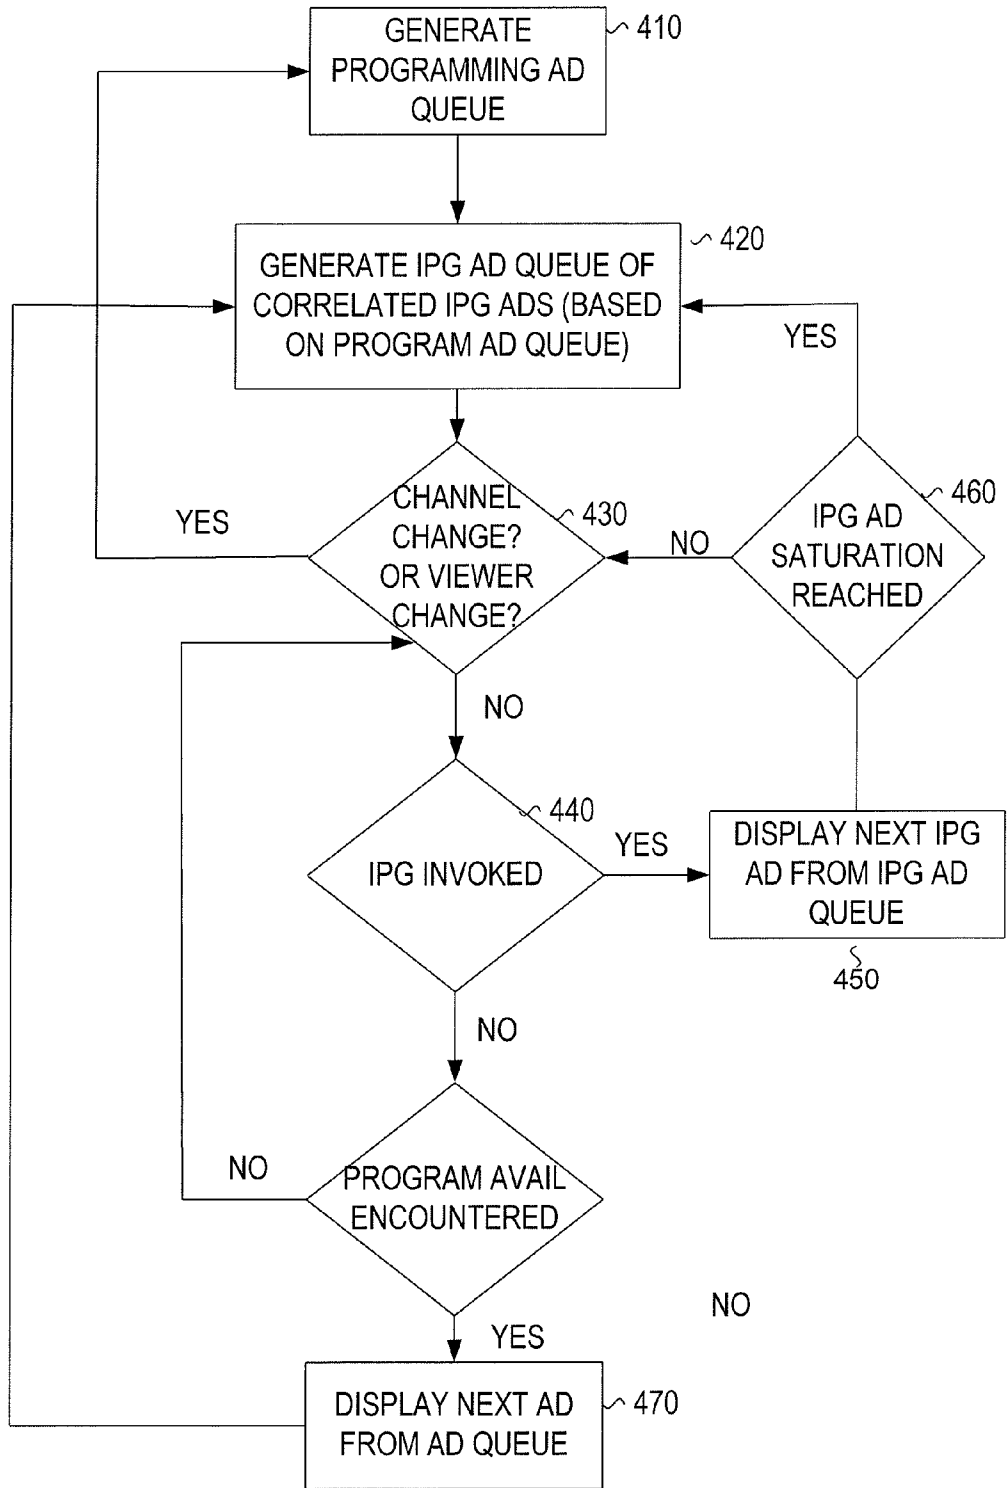 GENERATE
PROGRAMMING AD
QUEUE
410
GENERATE IPG AD QUEUE OF
CORRELATED IPG ADS (BASED
ON PROGRAM AD QUEUE)
420
YES
CHANNEL
CHANGE?
OR VIEWER
CHANGE?
430
YES
NO
IPG AD
SATURATION
REACHED
460
NO
IPG INVOKED
440
YES
DISPLAY NEXT IPG
AD FROM IPG AD
QUEUE
450
NO
PROGRAM AVAIL
ENCOUNTERED
NO
NO
YES
DISPLAY NEXT AD
FROM AD QUEUE
470